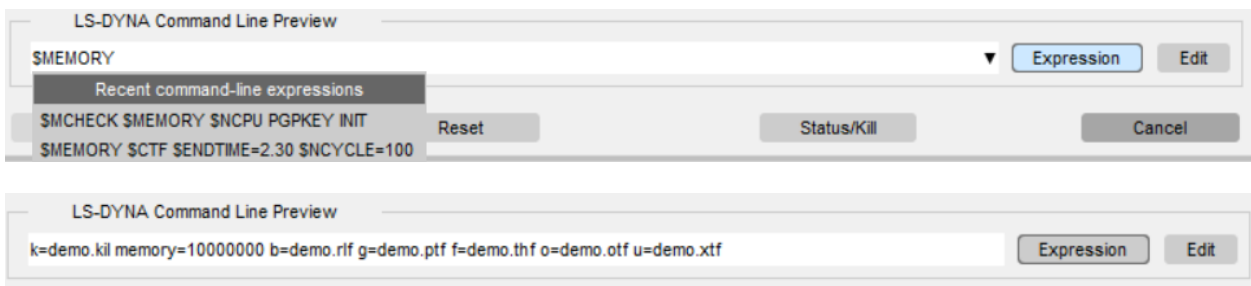 LS-DYNA Command Line Preview
$MEMORY ▼ Expression Edit
Recent command-line expressions
$MCHECK $MEMORY $NCPU PGPKEY INIT
Reset Status/Kill Cancel
$MEMORY $CTF $ENDTIME=2.30 $NCYCLE=100
LS-DYNA Command Line Preview
k=demo.kil memory=10000000 b=demo.rlf g=demo.ptf f=demo.thf o=demo.otf u=demo.xtf Expression Edit